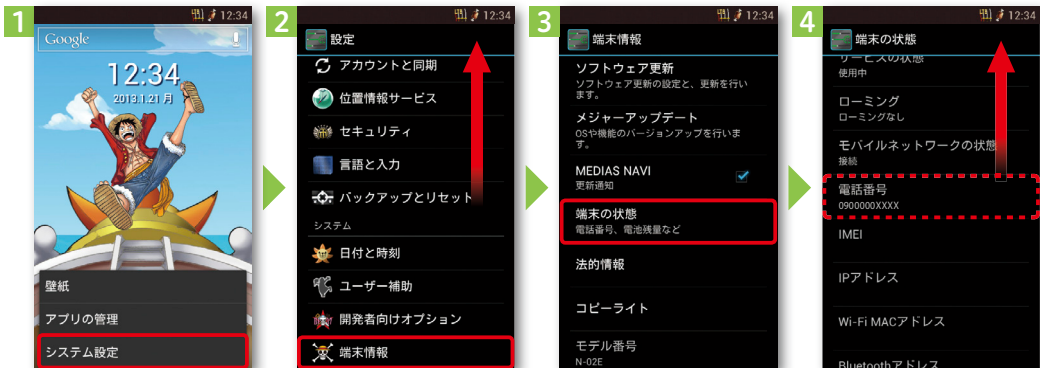 1
12:34
Google
12:34
2013.1.21 月
壁紙
アプリの管理
システム設定
2
12:34
設定
アカウントと同期
位置情報サービス
セキュリティ
言語と入力
バックアップとリセット
システム
日付と時刻
ユーザー補助
開発者向けオプション
端末情報
3
12:34
端末情報
ソフトウェア更新
ソフトウェア更新の設定と、更新を行い
ます。
メジャーアップデート
OSや機能のバージョンアップを行いま
す。
MEDIAS NAVI
更新通知
端末の状態
電話番号、電池残量など
法的情報
コピーライト
モデル番号
N-02E
4
12:34
端末の状態
サービスの状態
使用中
ローミング
ローミングなし
モバイルネットワークの状態
接続
電話番号
0900000XXXX
IMEI
IPアドレス
Wi-Fi MACアドレス
Bluetoothアドレス